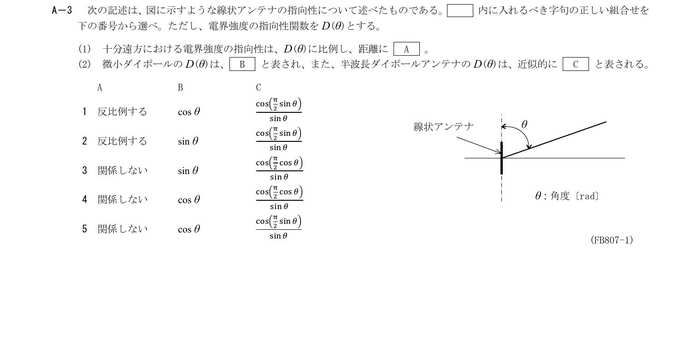 A－3 次の記述は、図に示すような線状アンテナの指向性について述べたものである。 内に入れるべき字句の正しい組合せを
下の番号から選べ。ただし、電界強度の指向性関数を D(θ) とする。
(1) 十分遠方における電界強度の指向性は、D(θ) に比例し、距離に A 。
(2) 微小ダイポールの D(θ) は、 B と表され、また、半波長ダイポールアンテナの D(θ) は、近似的に C と表される。
A B C
1 反比例する cos θ cos(π/2 sin θ)/sin θ
2 反比例する sin θ cos(π/2 sin θ)/sin θ
3 関係しない sin θ cos(π/2 cos θ)/sin θ
4 関係しない cos θ cos(π/2 cos θ)/sin θ
5 関係しない cos θ cos(π/2 sin θ)/sin θ
線状アンテナ
θ
θ：角度〔rad〕
(FB807-1)